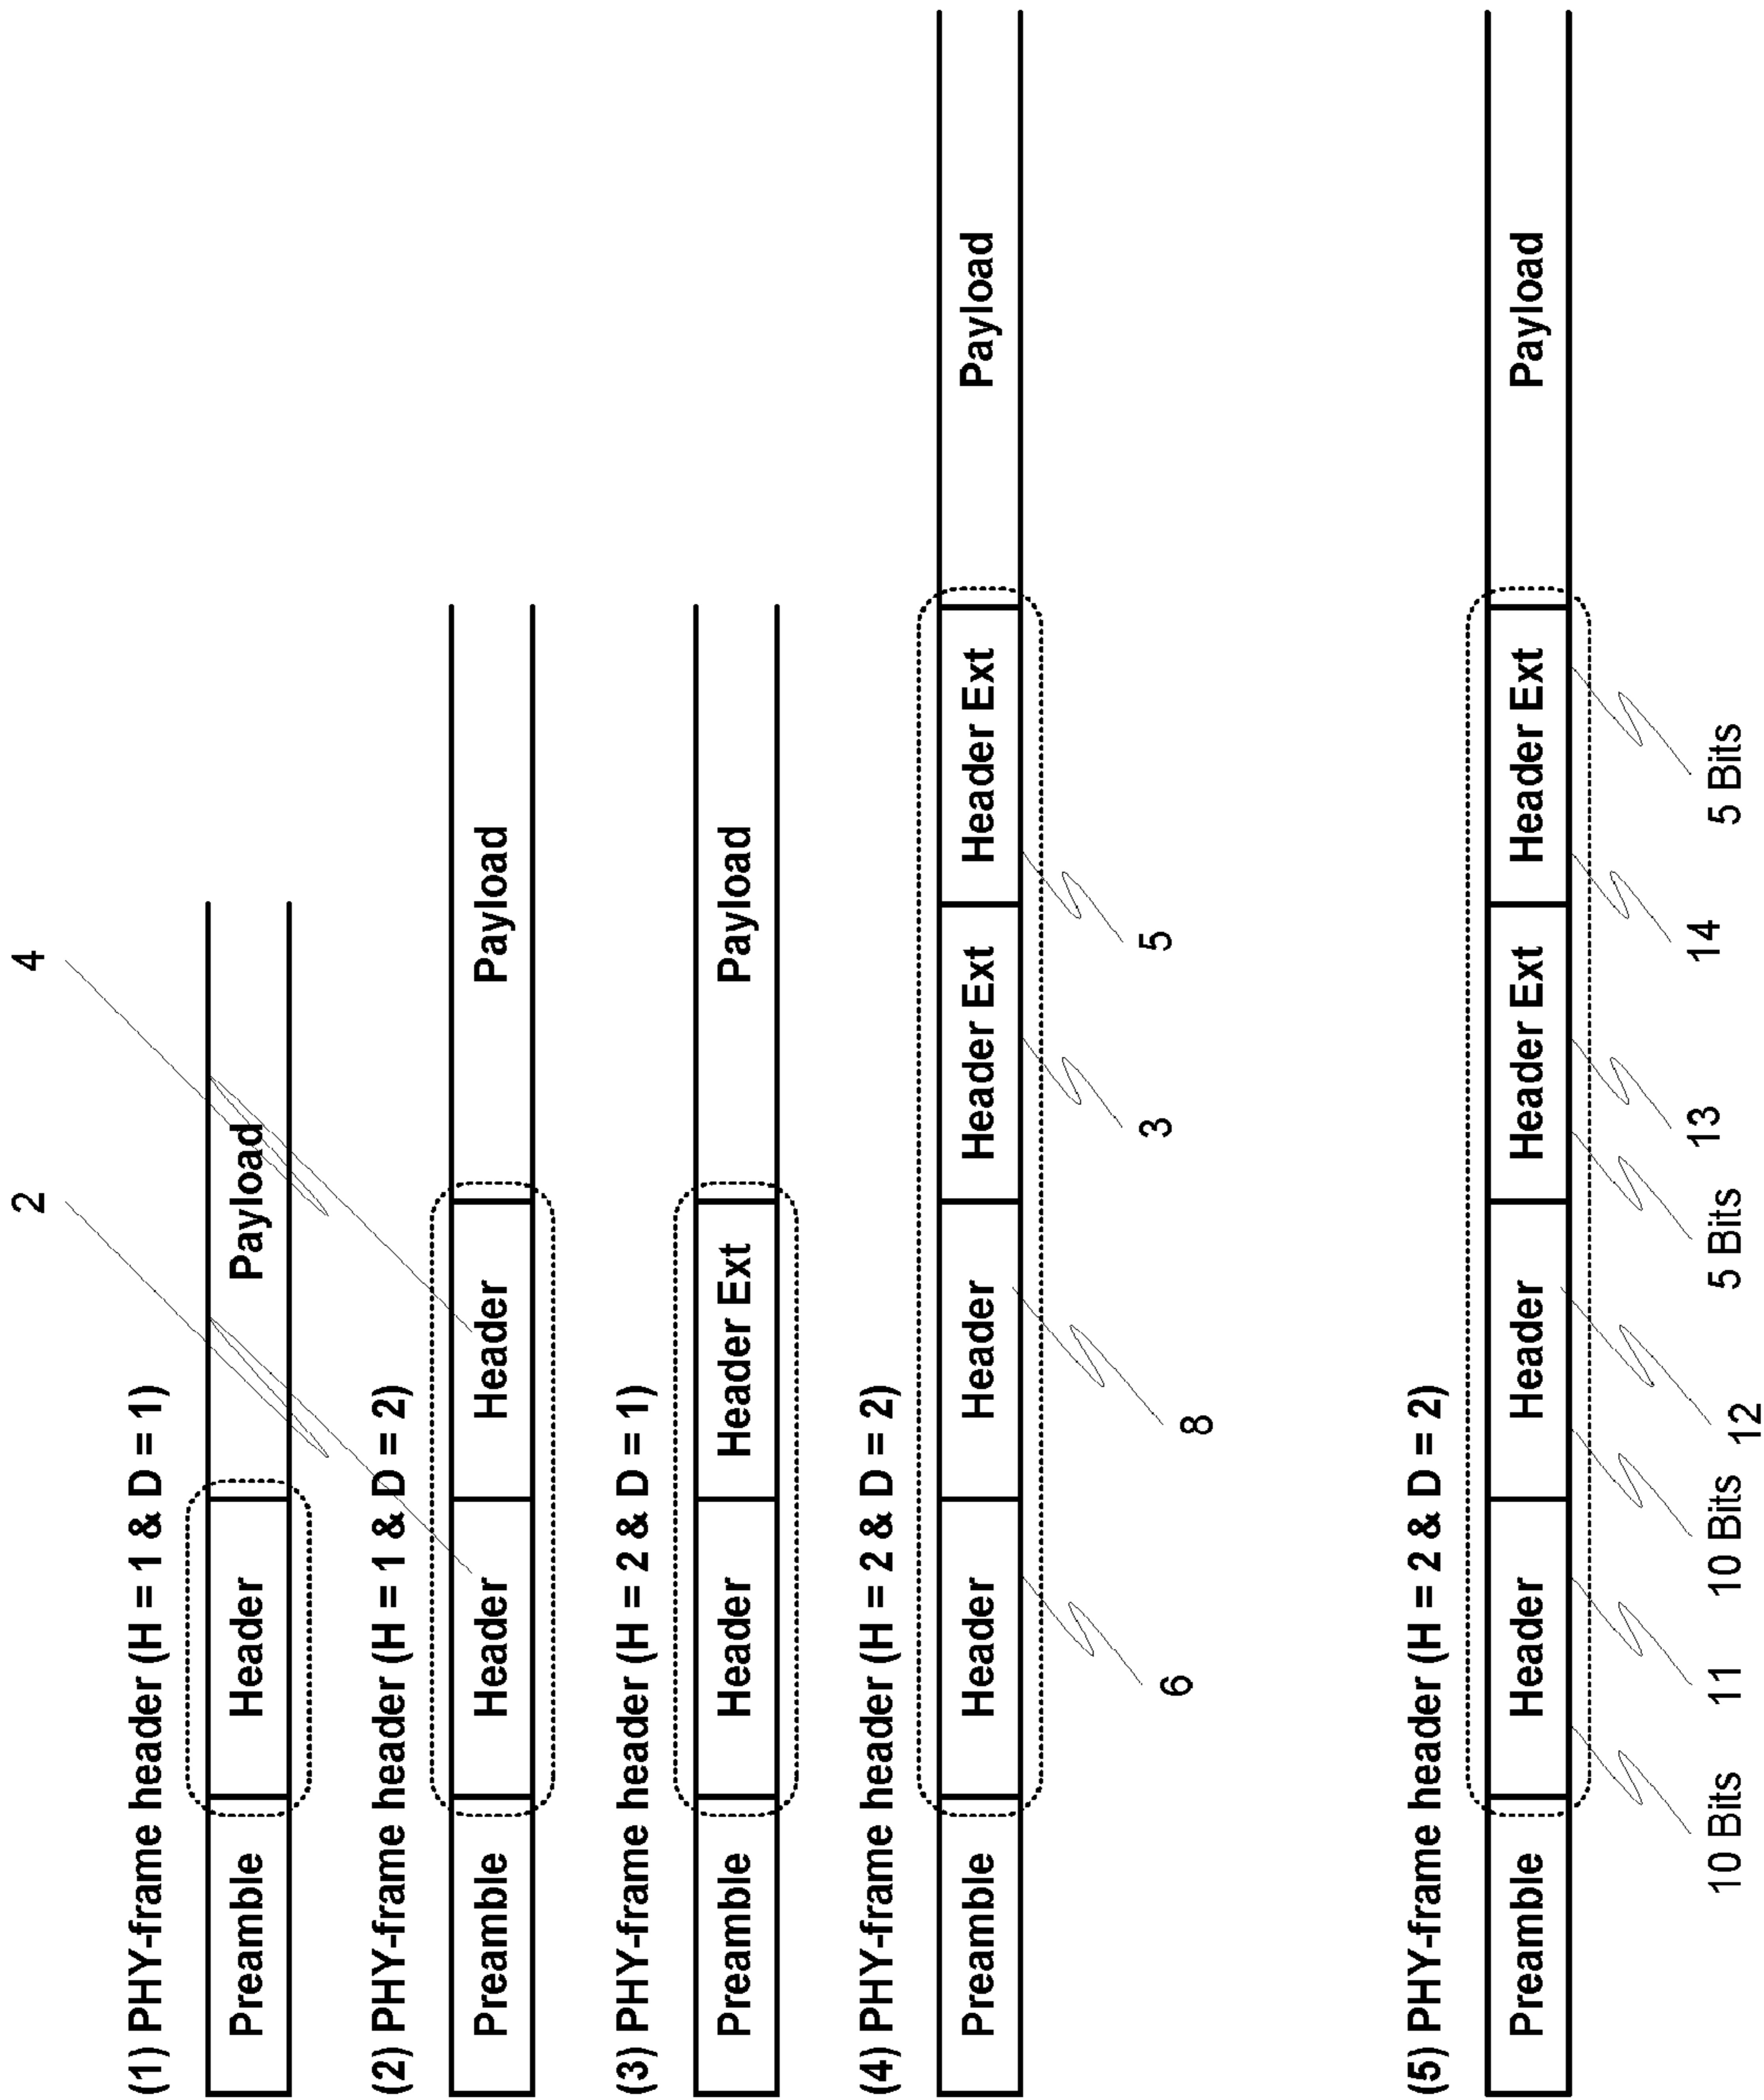 2 4
(1) PHY-frame header (H = 1 & D = 1)
Preamble Header Payload
(2) PHY-frame header (H = 1 & D = 2)
Preamble Header Header Payload
(3) PHY-frame header (H = 2 & D = 1)
Preamble Header Header Ext Payload
(4) PHY-frame header (H = 2 & D = 2)
Preamble Header Header Header Ext Header Ext Payload
6 8 3 5
(5) PHY-frame header (H = 2 & D = 2)
Preamble Header Header Header Ext Header Ext Payload
10 Bits 11 10 Bits 12 5 Bits 13 14 5 Bits